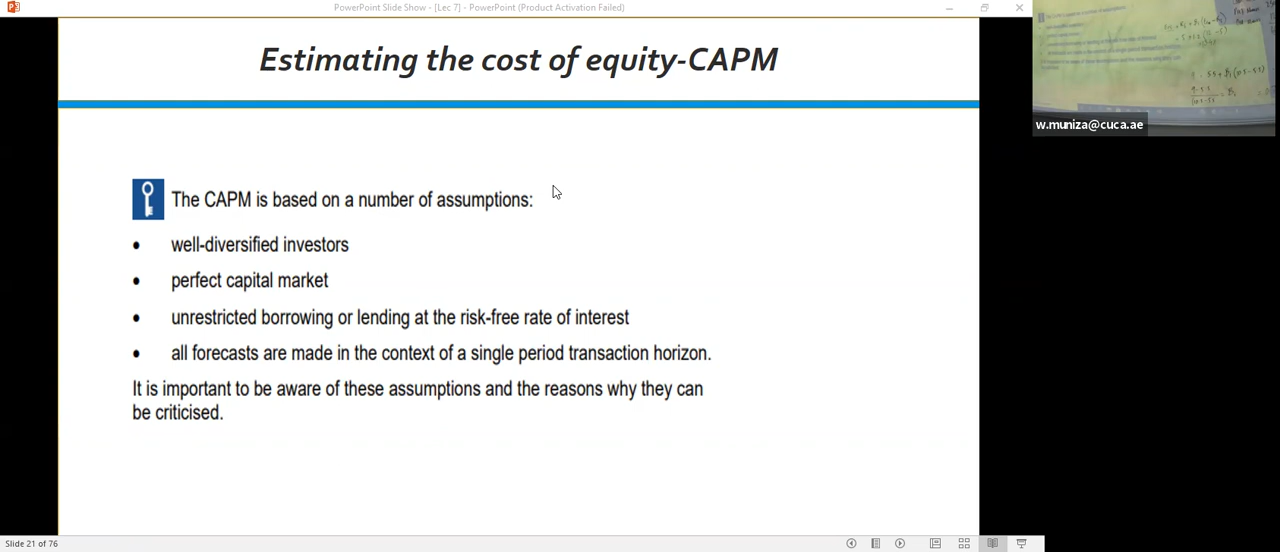 PowerPoint Slide Show - [Lec 7] - PowerPoint (Product Activation Failed)
Estimating the cost of equity-CAPM
The CAPM is based on a number of assumptions:
• well-diversified investors
• perfect capital market
• unrestricted borrowing or lending at the risk-free rate of interest
• all forecasts are made in the context of a single period transaction horizon.
It is important to be aware of these assumptions and the reasons why they can
be criticised.
w.muniza@cuca.ae
Slide 21 of 76